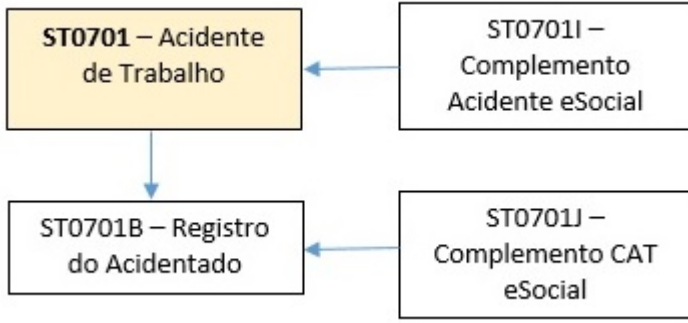 ST0701 – Acidente
de Trabalho
ST0701I –
Complemento
Acidente eSocial
ST0701B – Registro
do Acidentado
ST0701J –
Complemento CAT
eSocial